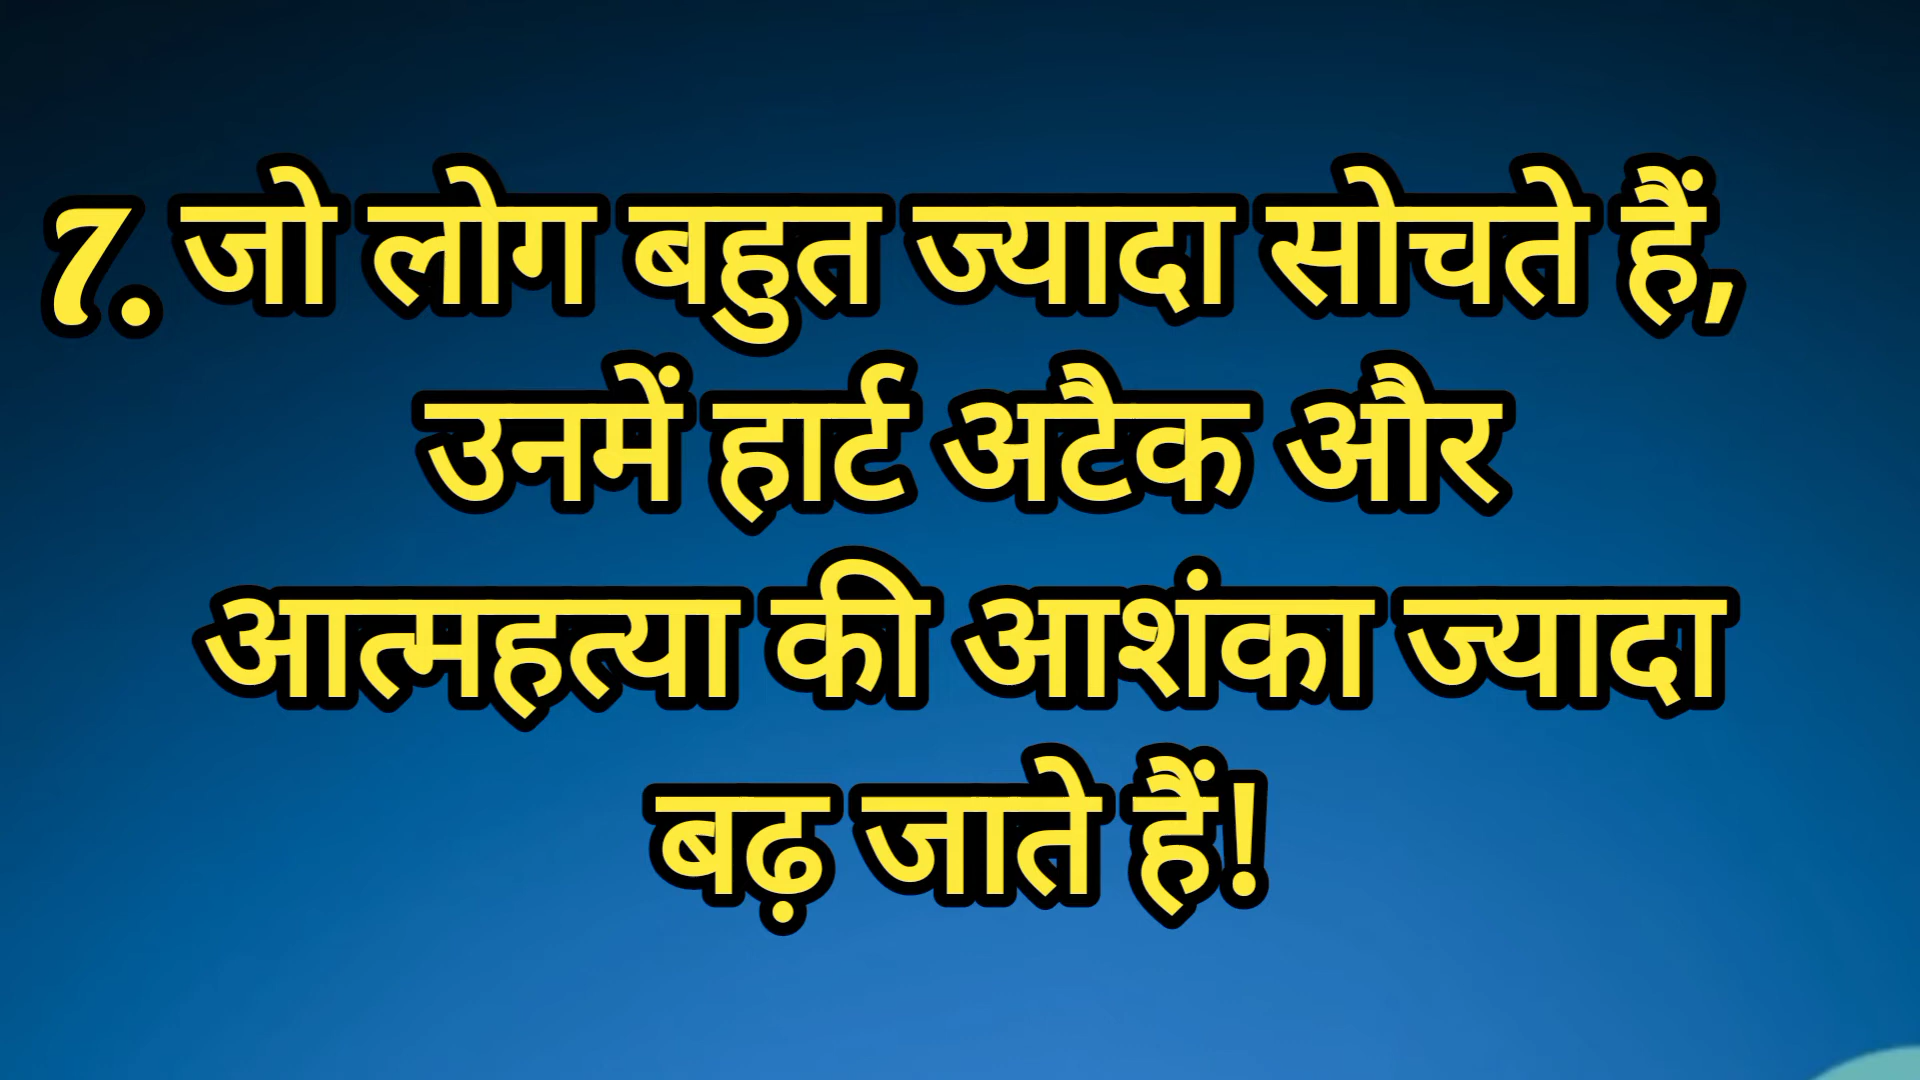 7. जो लोग बहुत ज्यादा सोचते हैं,
उनमें हार्ट अटैक और
आत्महत्या की आशंका ज्यादा
बढ़ जाते हैं!